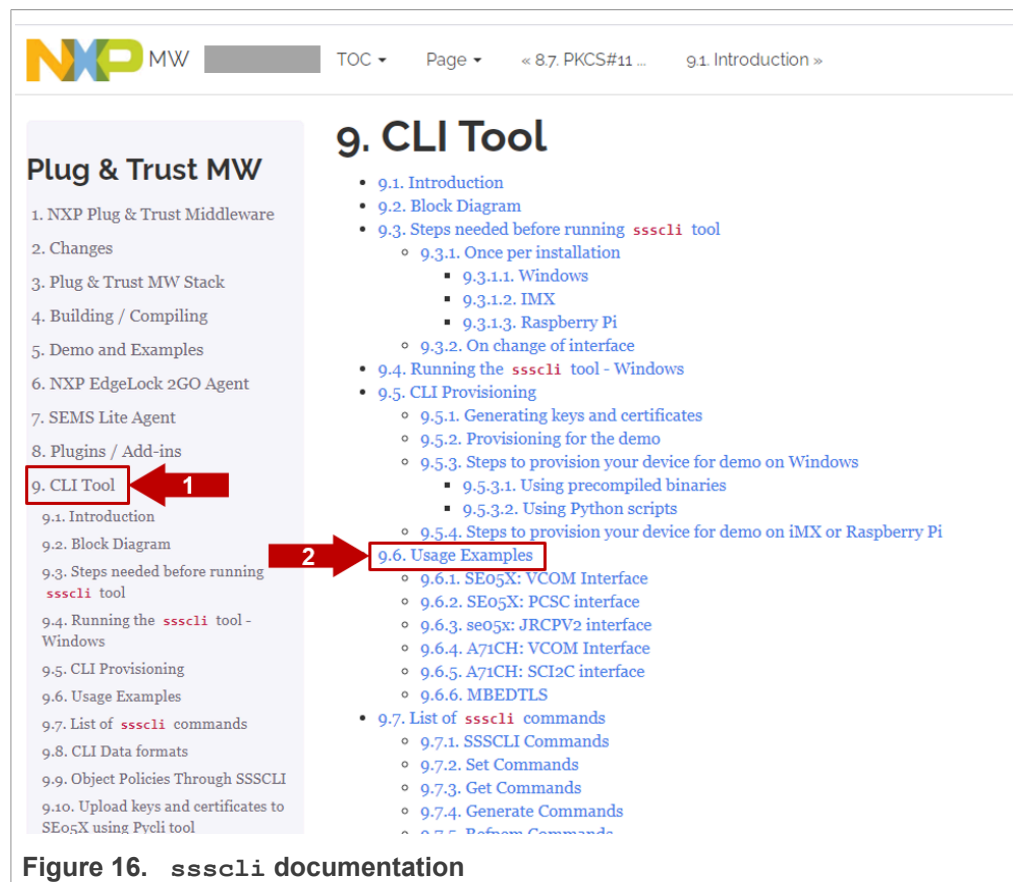 NXP MW TOC Page « 8.7. PKCS#11 ... 9.1. Introduction »
Plug & Trust MW
1. NXP Plug & Trust Middleware
2. Changes
3. Plug & Trust MW Stack
4. Building / Compiling
5. Demo and Examples
6. NXP EdgeLock 2GO Agent
7. SEMS Lite Agent
8. Plugins / Add-ins
9. CLI Tool
1
9.1. Introduction
9.2. Block Diagram
9.3. Steps needed before running
ssscli tool
9.4. Running the ssscli tool -
Windows
9.5. CLI Provisioning
9.6. Usage Examples
9.7. List of ssscli commands
9.8. CLI Data formats
9.9. Object Policies Through SSSCLI
9.10. Upload keys and certificates to
SE05X using Pycli tool
9. CLI Tool
9.1. Introduction
9.2. Block Diagram
9.3. Steps needed before running ssscli tool
9.3.1. Once per installation
9.3.1.1. Windows
9.3.1.2. IMX
9.3.1.3. Raspberry Pi
9.3.2. On change of interface
9.4. Running the ssscli tool - Windows
9.5. CLI Provisioning
9.5.1. Generating keys and certificates
9.5.2. Provisioning for the demo
9.5.3. Steps to provision your device for demo on Windows
9.5.3.1. Using precompiled binaries
9.5.3.2. Using Python scripts
9.5.4. Steps to provision your device for demo on iMX or Raspberry Pi
2
9.6. Usage Examples
9.6.1. SE05X: VCOM Interface
9.6.2. SE05X: PCSC interface
9.6.3. se05x: JRCPV2 interface
9.6.4. A71CH: VCOM Interface
9.6.5. A71CH: SCI2C interface
9.6.6. MBEDTLS
9.7. List of ssscli commands
9.7.1. SSSCLI Commands
9.7.2. Set Commands
9.7.3. Get Commands
9.7.4. Generate Commands
Figure 16. ssscli documentation